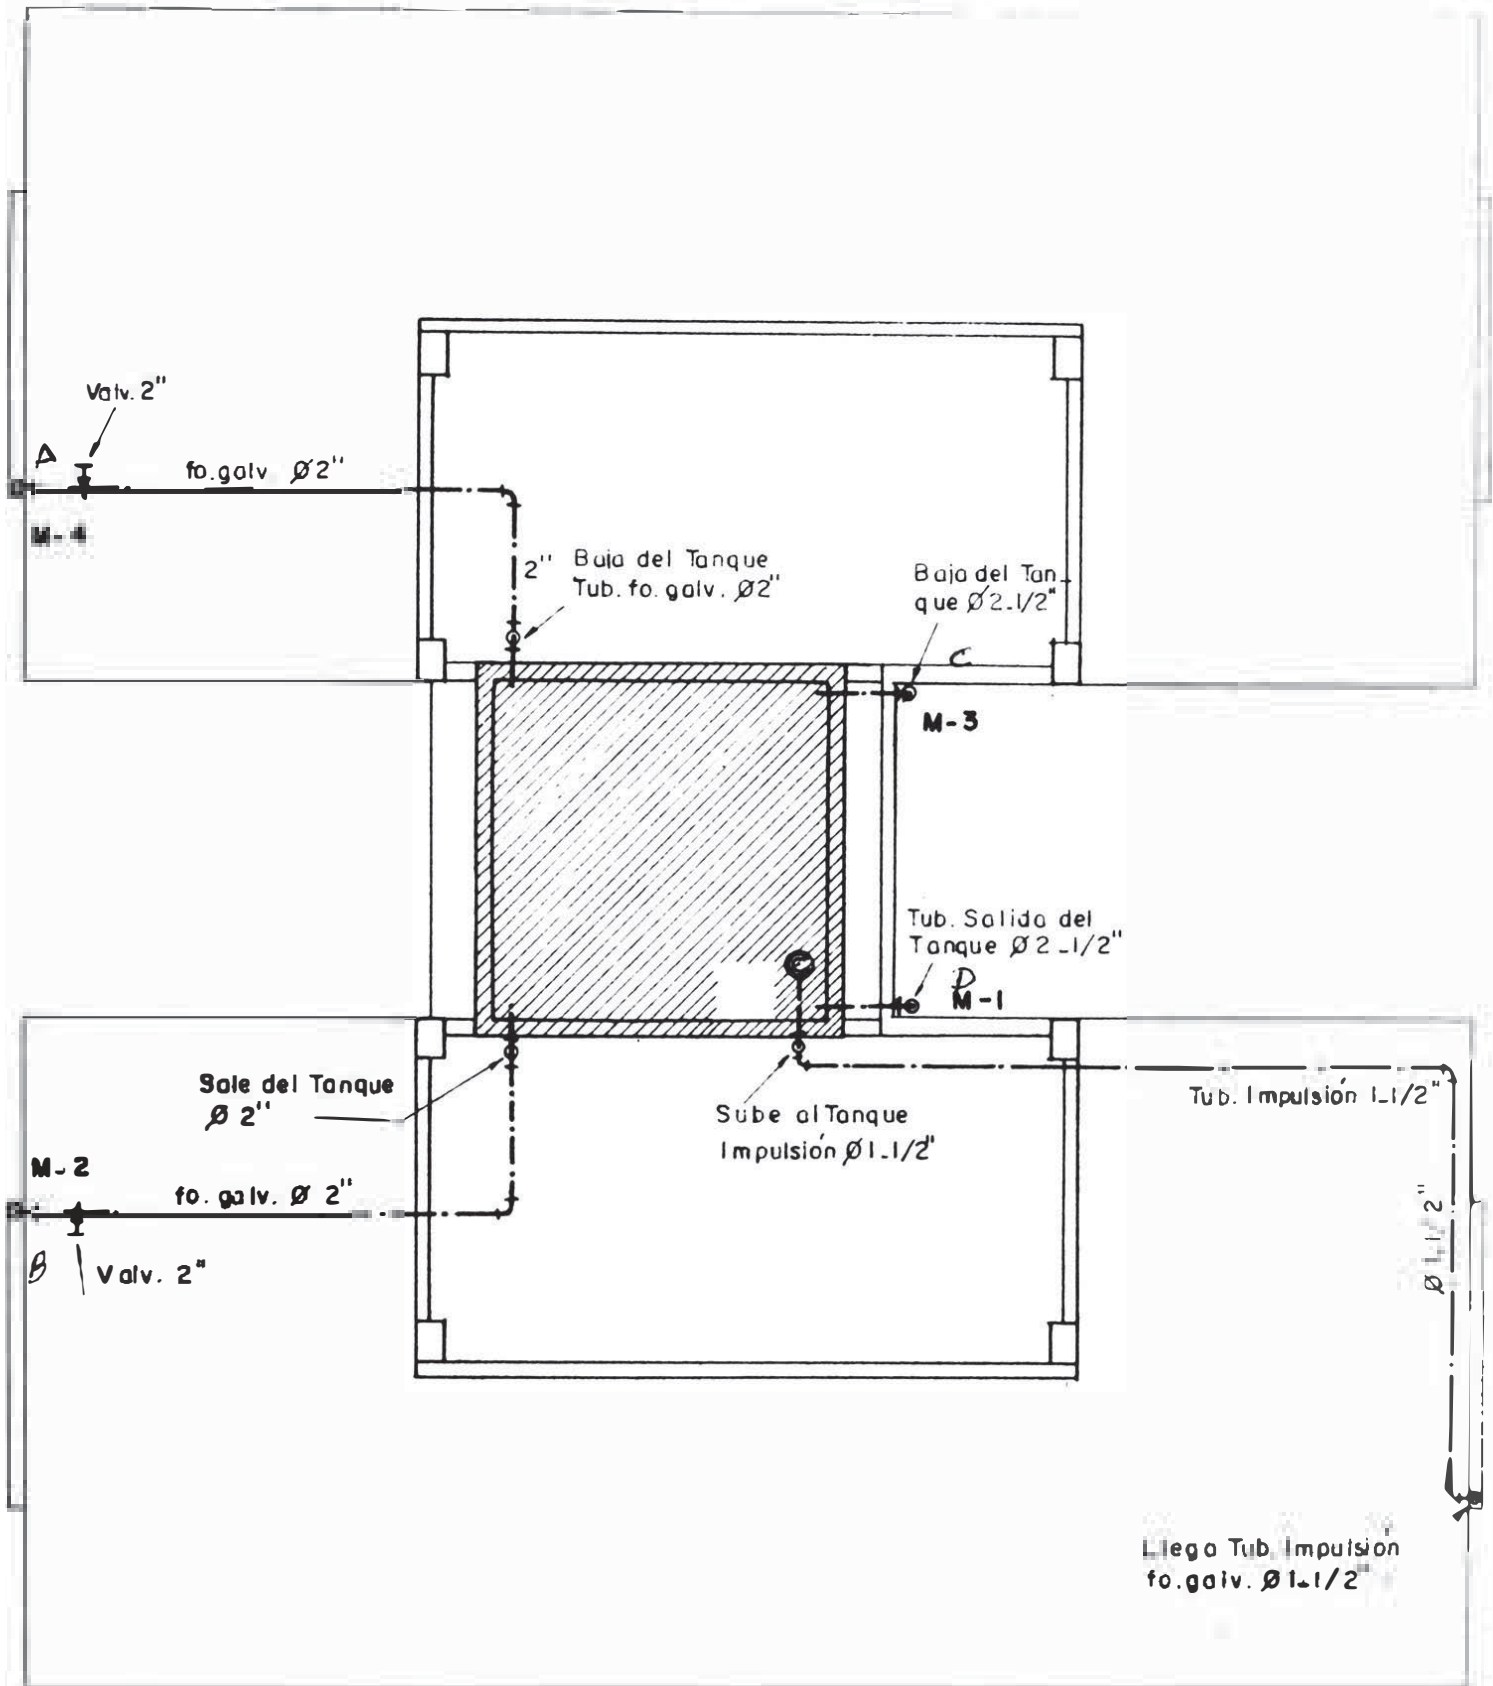 Valv. 2"
A
fo.galv Ø2"
M-4
2"
Baja del Tanque
Tub. fo. galv. Ø2"
Baja del Tan-
que Ø2-1/2"
C
M-3
Tub. Salida del
Tanque Ø2-1/2"
D
M-1
Sale del Tanque
Ø 2"
Sube al Tanque
Impulsión Ø1-1/2"
Tub. Impulsión 1-1/2"
M-2
fo. galv. Ø 2"
Ø 1-1/2"
B
Valv. 2"
Llega Tub. Impulsión
fo.galv. Ø1-1/2"